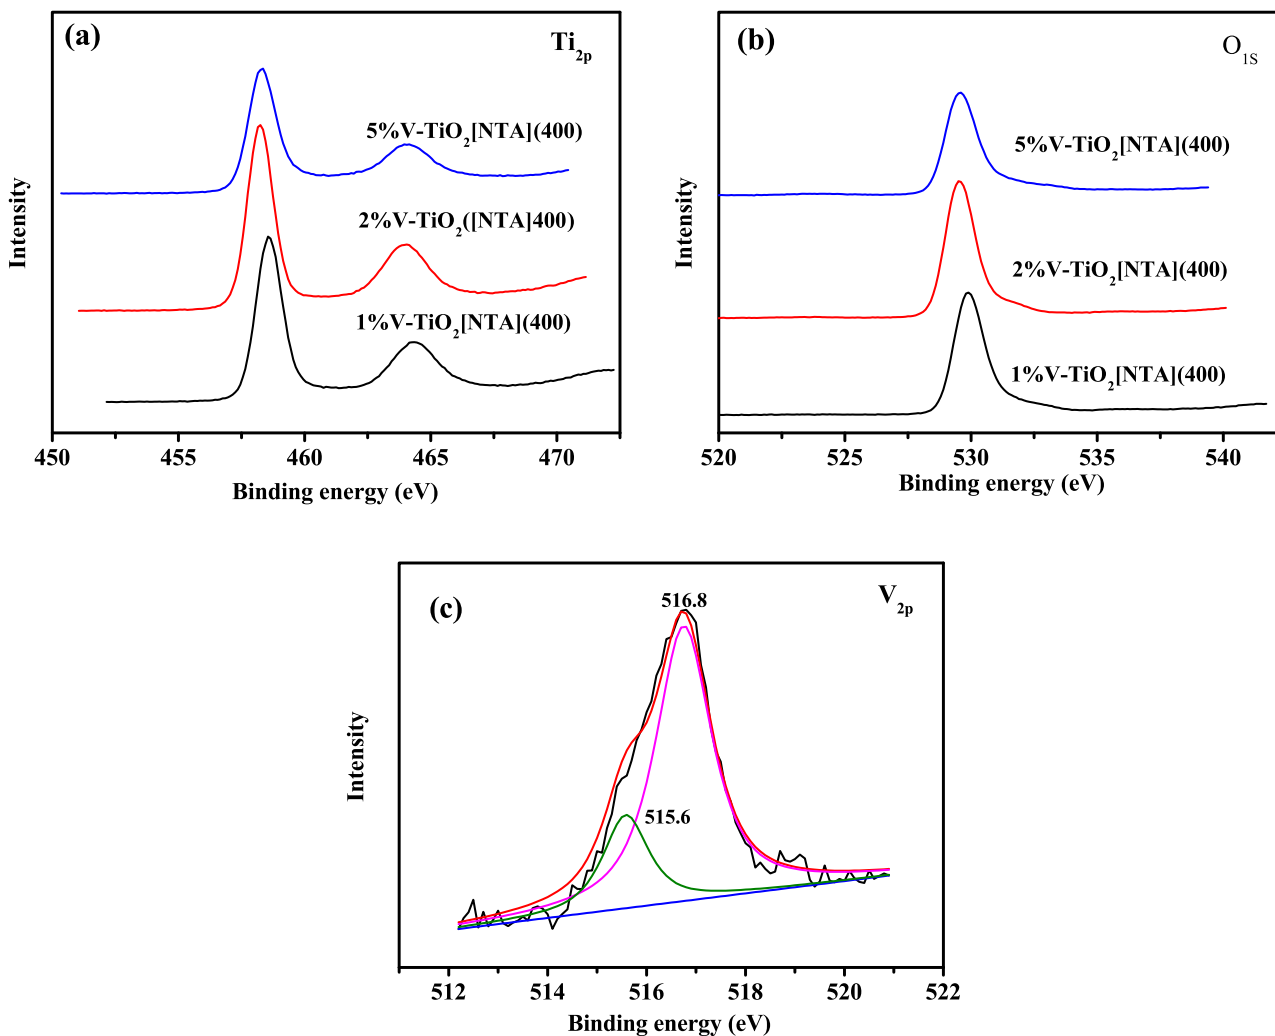 (a)
Ti2p
5%V-TiO2[NTA](400)
2%V-TiO2([NTA]400)
1%V-TiO2[NTA](400)
Intensity
450 455 460 465 470
Binding energy (eV)
(b)
O1S
5%V-TiO2[NTA](400)
2%V-TiO2[NTA](400)
1%V-TiO2[NTA](400)
Intensity
520 525 530 535 540
Binding energy (eV)
(c)
V2p
516.8
515.6
Intensity
512 514 516 518 520 522
Binding energy (eV)